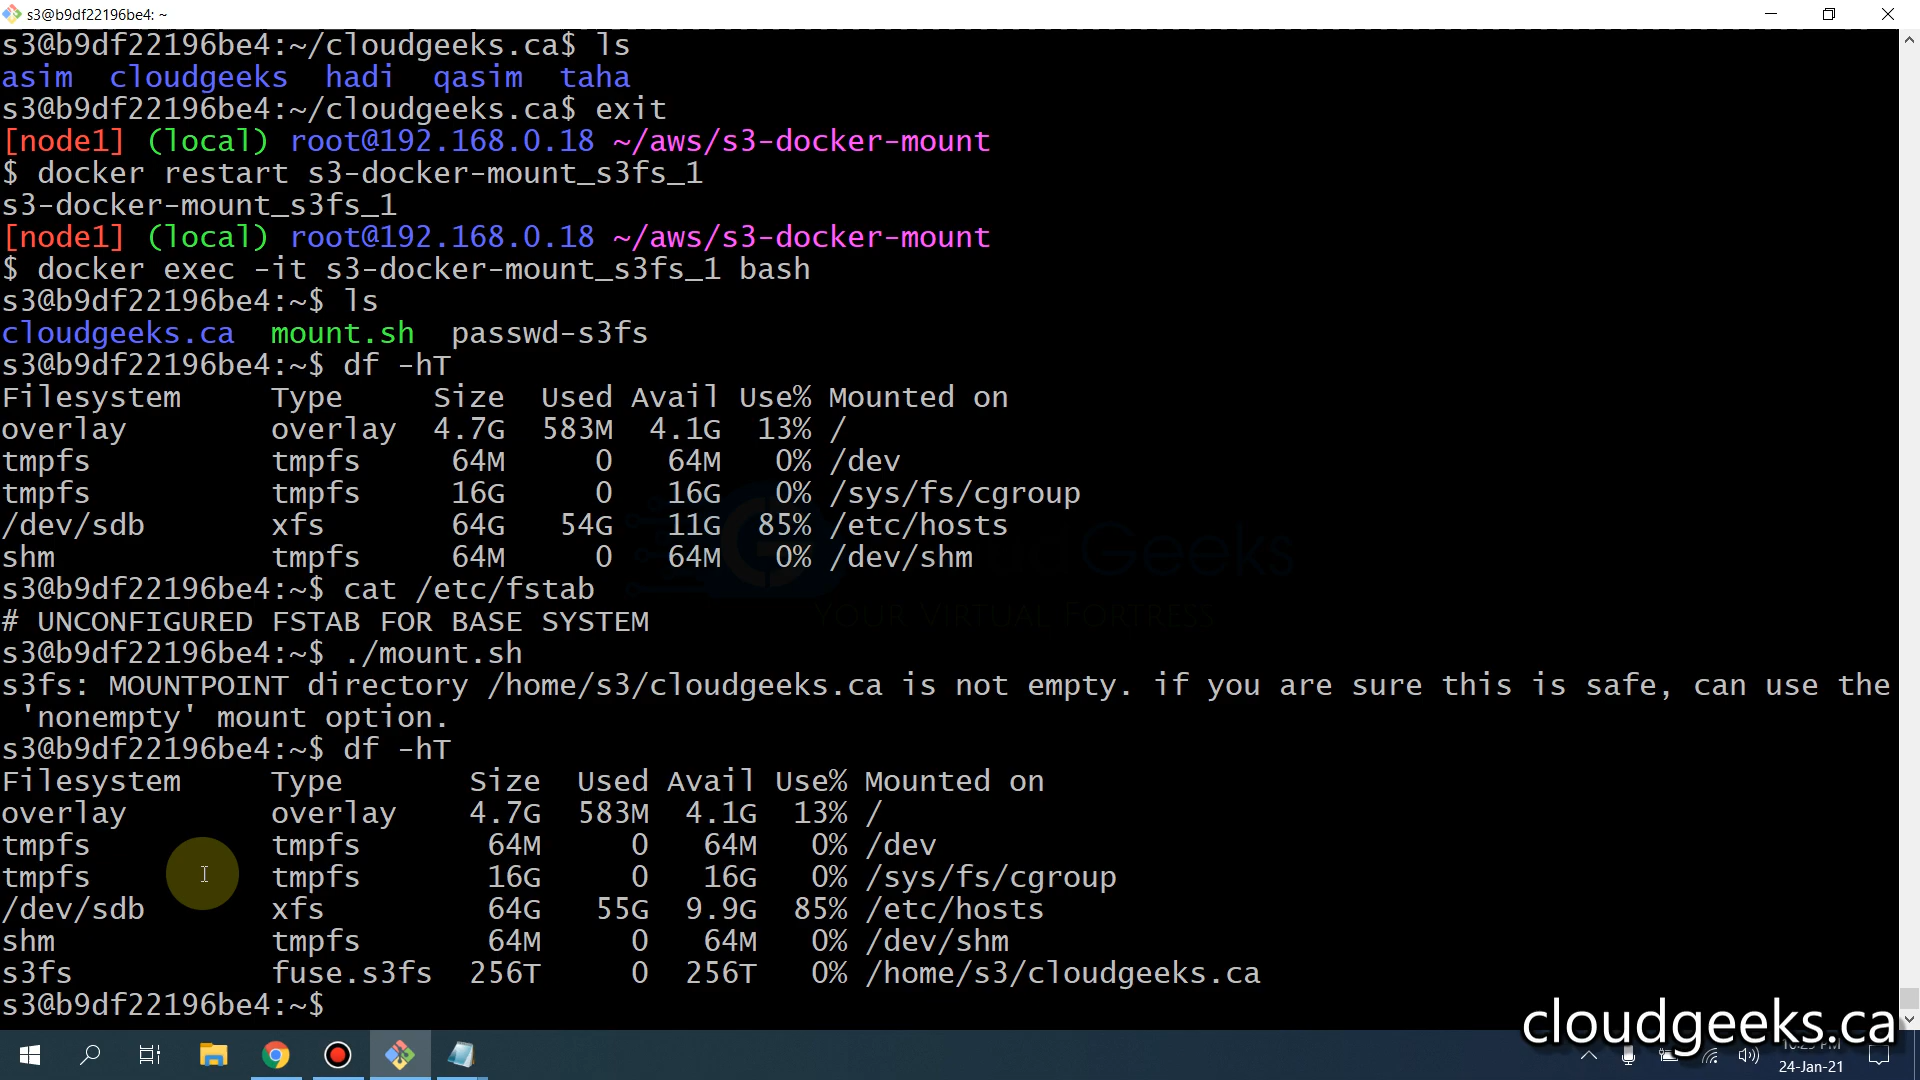 s3@b9df22196be4: ~
s3@b9df22196be4:~/cloudgeeks.ca$ ls
asim  cloudgeeks  hadi  qasim  taha
s3@b9df22196be4:~/cloudgeeks.ca$ exit
[node1] (local) root@192.168.0.18 ~/aws/s3-docker-mount
$ docker restart s3-docker-mount_s3fs_1
s3-docker-mount_s3fs_1
[node1] (local) root@192.168.0.18 ~/aws/s3-docker-mount
$ docker exec -it s3-docker-mount_s3fs_1 bash
s3@b9df22196be4:~$ ls
cloudgeeks.ca  mount.sh  passwd-s3fs
s3@b9df22196be4:~$ df -hT
Filesystem     Type     Size  Used Avail Use% Mounted on
overlay        overlay  4.7G  583M  4.1G  13% /
tmpfs          tmpfs     64M     0   64M   0% /dev
tmpfs          tmpfs     16G     0   16G   0% /sys/fs/cgroup
/dev/sdb       xfs       64G   54G   11G  85% /etc/hosts
shm            tmpfs     64M     0   64M   0% /dev/shm
s3@b9df22196be4:~$ cat /etc/fstab
# UNCONFIGURED FSTAB FOR BASE SYSTEM
s3@b9df22196be4:~$ ./mount.sh
s3fs: MOUNTPOINT directory /home/s3/cloudgeeks.ca is not empty. if you are sure this is safe, can use the
 'nonempty' mount option.
s3@b9df22196be4:~$ df -hT
Filesystem     Type       Size  Used Avail Use% Mounted on
overlay        overlay    4.7G  583M  4.1G  13% /
tmpfs          tmpfs       64M     0   64M   0% /dev
tmpfs          tmpfs       16G     0   16G   0% /sys/fs/cgroup
/dev/sdb       xfs         64G   55G  9.9G  85% /etc/hosts
shm            tmpfs       64M     0   64M   0% /dev/shm
s3fs           fuse.s3fs  256T     0  256T   0% /home/s3/cloudgeeks.ca
s3@b9df22196be4:~$
YOUR VIRTUAL FORTRESS
cloudgeeks.ca
24-Jan-21